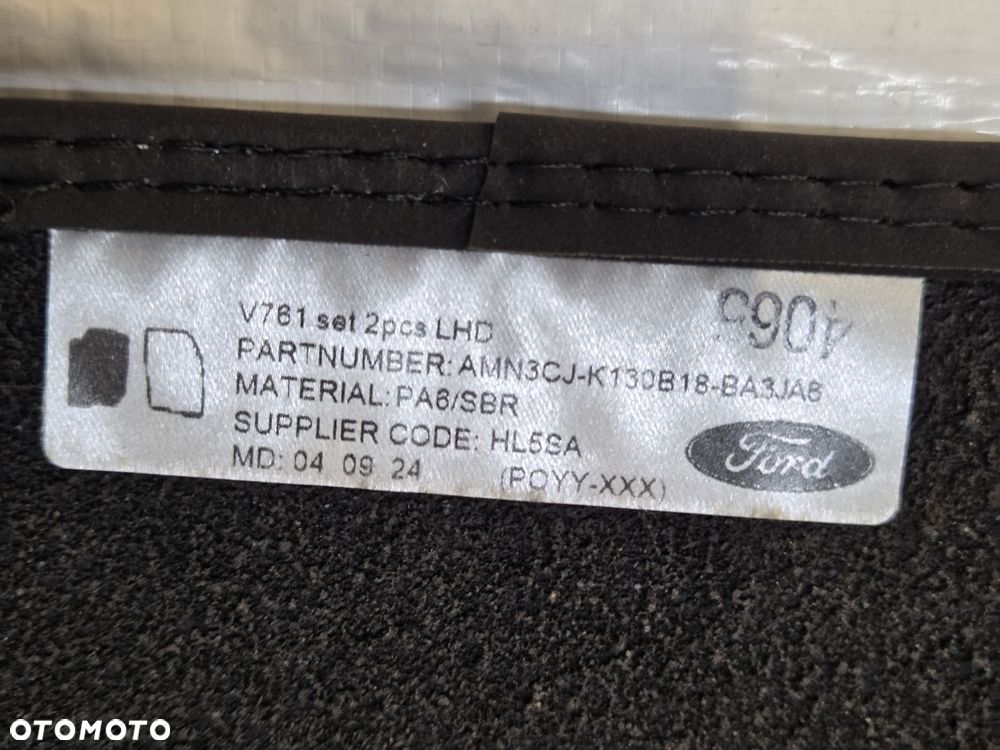 V761 set 2pcs LHD
PARTNUMBER: AMN3CJ-K130B18-BA3JA6
MATERIAL: PA6/SBR
SUPPLIER CODE: HL5SA
MD: 04 09 24 (POYY-XXX)
Ford
OTOMOTO